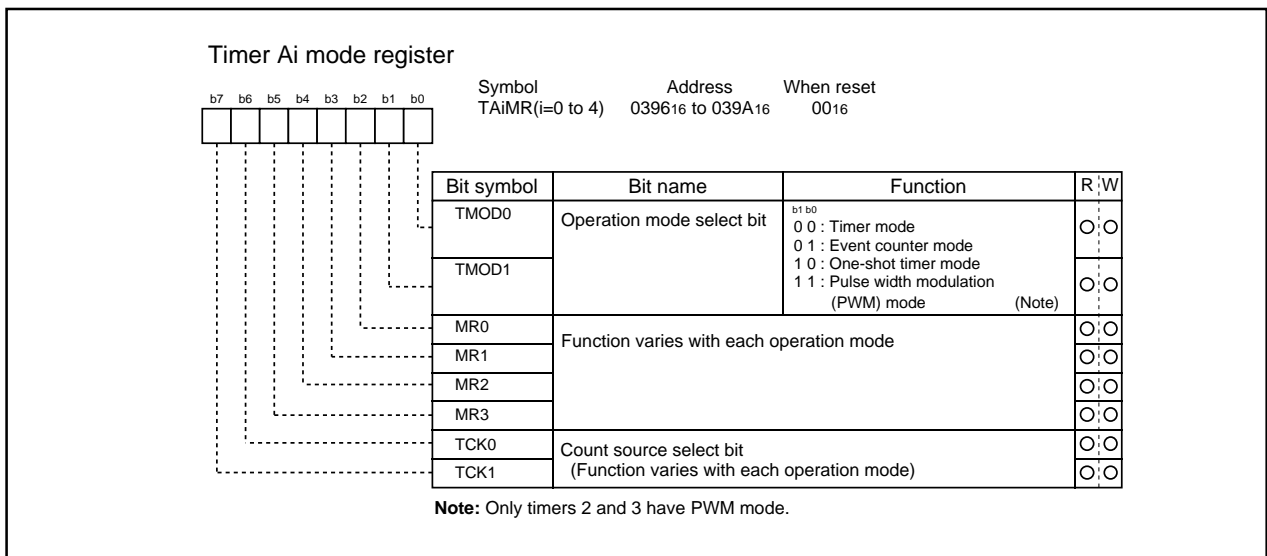 Timer Ai mode register
Symbol Address When reset
TAiMR(i=0 to 4) 039616 to 039A16 0016
b7 b6 b5 b4 b3 b2 b1 b0
Bit symbol Bit name Function R W
TMOD0 Operation mode select bit b1 b0
0 0 : Timer mode
0 1 : Event counter mode
TMOD1 1 0 : One-shot timer mode
1 1 : Pulse width modulation
(PWM) mode (Note)
MR0 Function varies with each operation mode
MR1
MR2
MR3
TCK0 Count source select bit
TCK1 (Function varies with each operation mode)
Note: Only timers 2 and 3 have PWM mode.